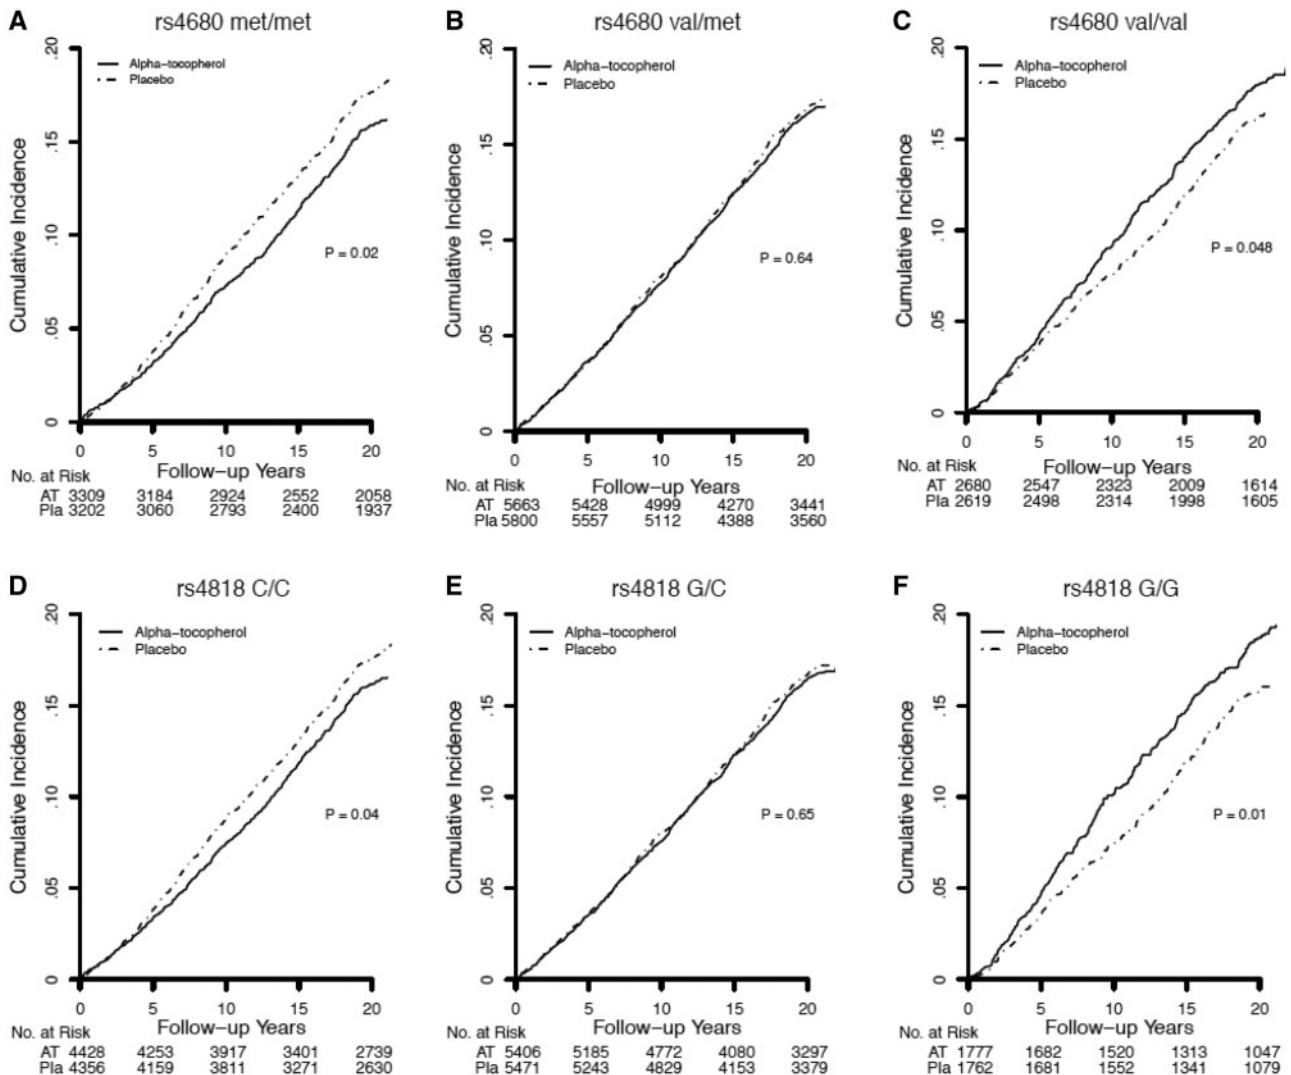 A rs4680 met/met
.20
Alpha-tocopherol
Placebo
.15
.10
P = 0.02
.05
0
Cumulative Incidence
0 5 10 15 20
Follow-up Years
No. at Risk
AT 3309 3184 2924 2552 2058
Pla 3202 3060 2793 2400 1937
B rs4680 val/met
.20
Alpha-tocopherol
Placebo
.15
.10
P = 0.64
.05
0
Cumulative Incidence
0 5 10 15 20
Follow-up Years
No. at Risk
AT 5663 5428 4999 4270 3441
Pla 5800 5557 5112 4388 3560
C rs4680 val/val
.20
Alpha-tocopherol
Placebo
.15
.10
P = 0.048
.05
0
Cumulative Incidence
0 5 10 15 20
Follow-up Years
No. at Risk
AT 2680 2547 2323 2009 1614
Pla 2619 2498 2314 1998 1605
D rs4818 C/C
.20
Alpha-tocopherol
Placebo
.15
.10
P = 0.04
.05
0
Cumulative Incidence
0 5 10 15 20
Follow-up Years
No. at Risk
AT 4428 4253 3917 3401 2739
Pla 4356 4159 3811 3271 2630
E rs4818 G/C
.20
Alpha-tocopherol
Placebo
.15
.10
P = 0.65
.05
0
Cumulative Incidence
0 5 10 15 20
Follow-up Years
No. at Risk
AT 5406 5185 4772 4080 3297
Pla 5471 5243 4829 4153 3379
F rs4818 G/G
.20
Alpha-tocopherol
Placebo
.15
.10
P = 0.01
.05
0
Cumulative Incidence
0 5 10 15 20
Follow-up Years
No. at Risk
AT 1777 1682 1520 1313 1047
Pla 1762 1681 1552 1341 1079